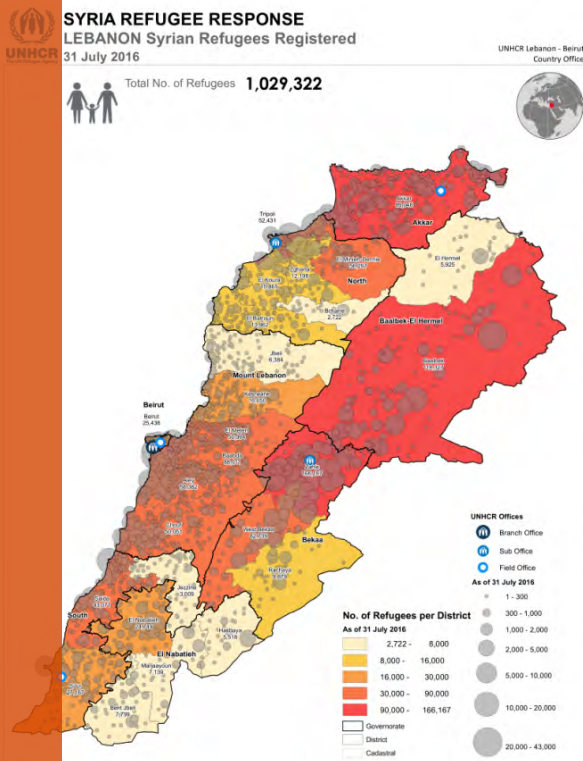 UNHCR
SYRIA REFUGEE RESPONSE
LEBANON Syrian Refugees Registered
31 July 2016
UNHCR Lebanon - Beirut
Country Office
Total No. of Refugees 1,029,322
Akkar
Tripoli
52,431
El Hermel
5,925
North
Baalbek-El Hermel
Jbeil
Mount Lebanon
Beirut
Beirut
25,436
Bekaa
Rachaya
Jezzine
3,009
South
Hasbaya
El Nabatieh
Marjaayoun
Bent Jbeil
UNHCR Offices
Branch Office
Sub Office
Field Office
As of 31 July 2016
1 - 300
300 - 1,000
1,000 - 2,000
2,000 - 5,000
5,000 - 10,000
10,000 - 20,000
20,000 - 43,000
No. of Refugees per District
As of 31 July 2016
2,722 - 8,000
8,000 - 16,000
16,000 - 30,000
30,000 - 90,000
90,000 - 166,167
Governorate
District
Cadastral